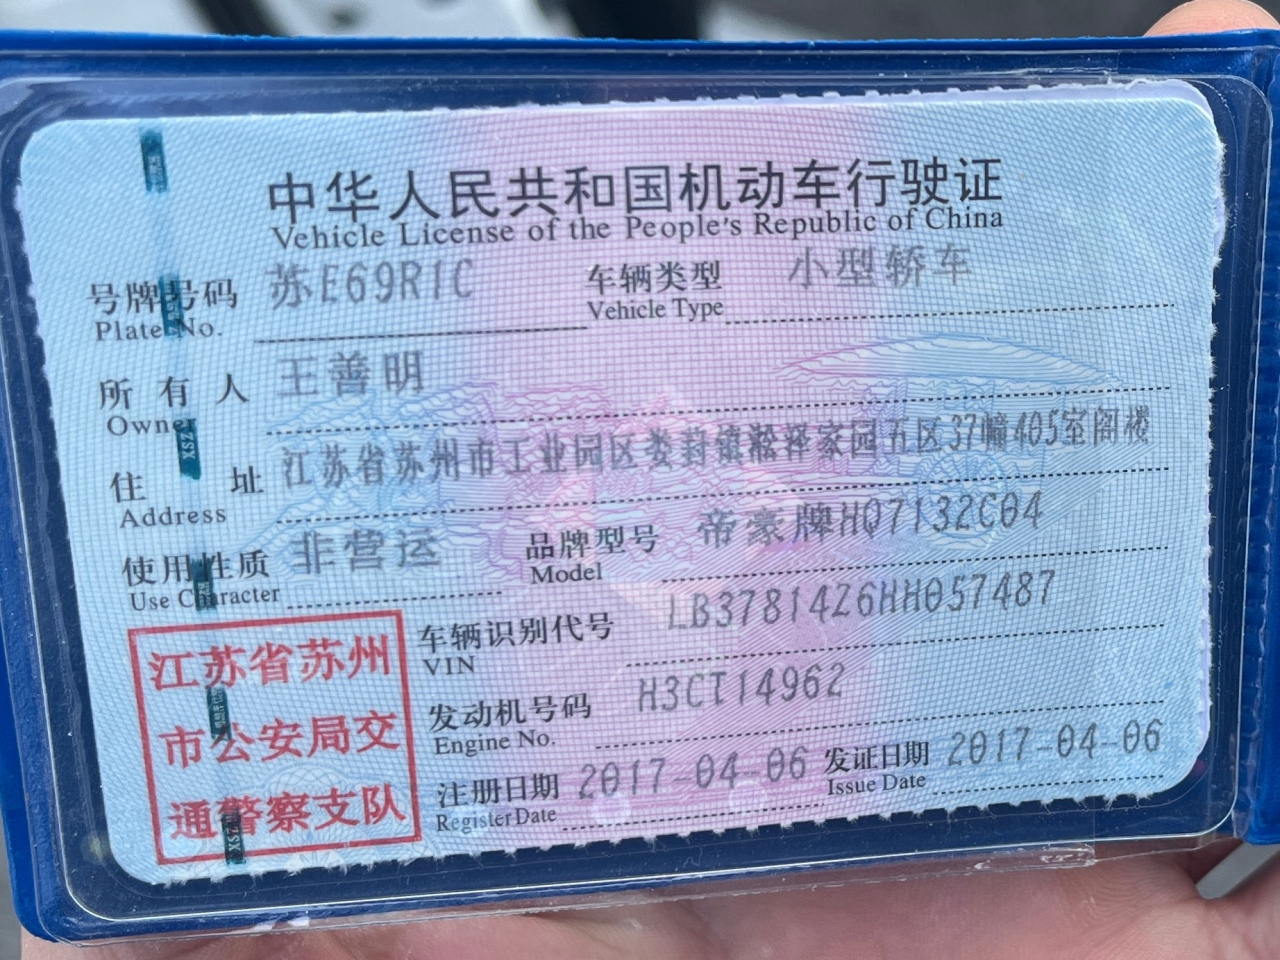 中华人民共和国机动车行驶证
Vehicle License of the People's Republic of China
号牌号码 苏E69R1C 车辆类型 小型轿车
Plate No. Vehicle Type
所有人 王善明
Owner
住址 江苏省苏州市工业园区娄葑镇淞泽家园五区37幢405室阁楼
Address
使用性质 非营运 品牌型号 帝豪牌HQ7132C04
Use Character Model
车辆识别代号 LB37814Z6HH057487
VIN
发动机号码 H3CT14962
Engine No.
注册日期 2017-04-06 发证日期 2017-04-06
Register Date Issue Date
江苏省苏州
市公安局交
通警察支队